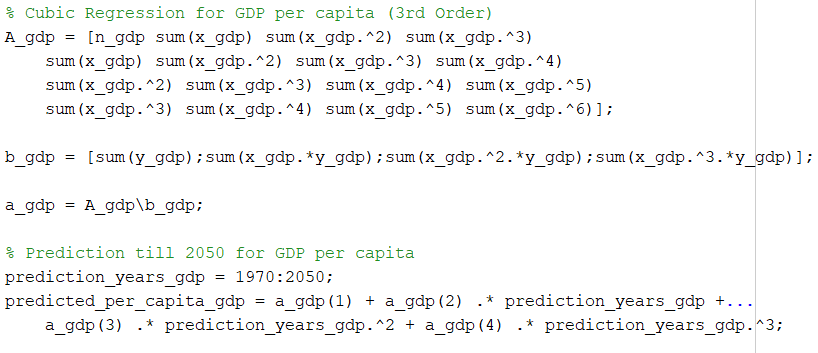 % Cubic Regression for GDP per capita (3rd Order)
A_gdp = [n_gdp sum(x_gdp) sum(x_gdp.^2) sum(x_gdp.^3)
sum(x_gdp) sum(x_gdp.^2) sum(x_gdp.^3) sum(x_gdp.^4)
sum(x_gdp.^2) sum(x_gdp.^3) sum(x_gdp.^4) sum(x_gdp.^5)
sum(x_gdp.^3) sum(x_gdp.^4) sum(x_gdp.^5) sum(x_gdp.^6)];
b_gdp = [sum(y_gdp);sum(x_gdp.*y_gdp);sum(x_gdp.^2.*y_gdp);sum(x_gdp.^3.*y_gdp)];
a_gdp = A_gdp\b_gdp;
% Prediction till 2050 for GDP per capita
prediction_years_gdp = 1970:2050;
predicted_per_capita_gdp = a_gdp(1) + a_gdp(2) .* prediction_years_gdp +...
a_gdp(3) .* prediction_years_gdp.^2 + a_gdp(4) .* prediction_years_gdp.^3;